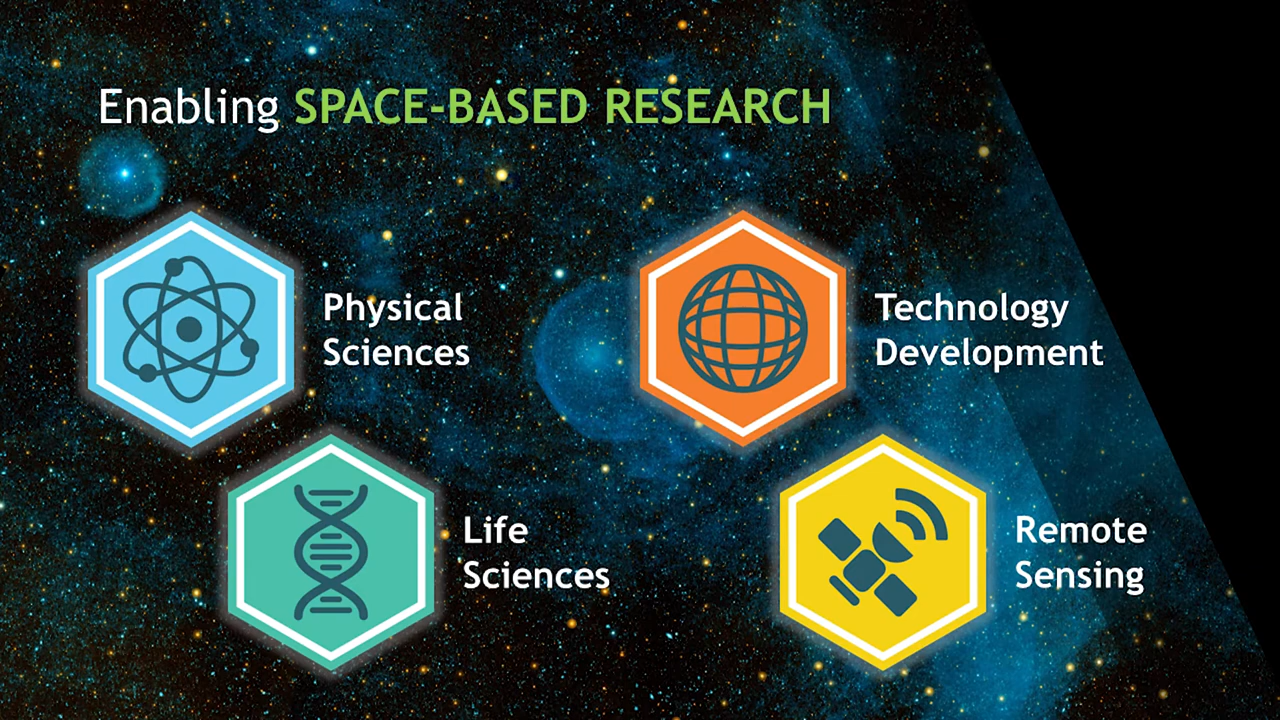 Enabling SPACE-BASED RESEARCH
Physical
Sciences
Technology
Development
Life
Sciences
Remote
Sensing